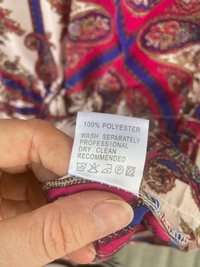 100% POLYESTER
WASH SEPARATELY
PROFESSIONAL
DRY CLEAN
RECOMMENDED